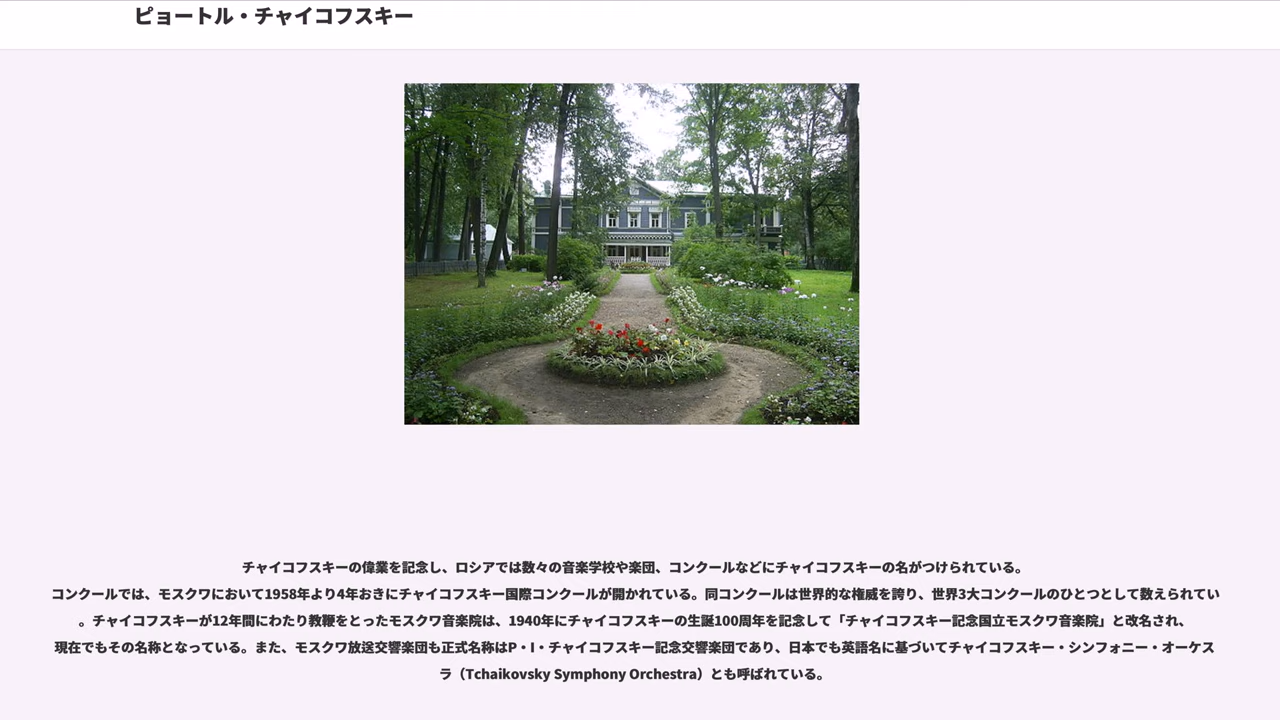 ピョートル・チャイコフスキー
チャイコフスキーの偉業を記念し、ロシアでは数々の音楽学校や楽団、コンクールなどにチャイコフスキーの名がつけられている。
コンクールでは、モスクワにおいて1958年より4年おきにチャイコフスキー国際コンクールが開かれている。同コンクールは世界的な権威を誇り、世界3大コンクールのひとつとして数えられてい
。チャイコフスキーが12年間にわたり教鞭をとったモスクワ音楽院は、1940年にチャイコフスキーの生誕100周年を記念して「チャイコフスキー記念国立モスクワ音楽院」と改名され、
現在でもその名称となっている。また、モスクワ放送交響楽団も正式名称はP・I・チャイコフスキー記念交響楽団であり、日本でも英語名に基づいてチャイコフスキー・シンフォニー・オーケス
ラ（Tchaikovsky Symphony Orchestra）とも呼ばれている。